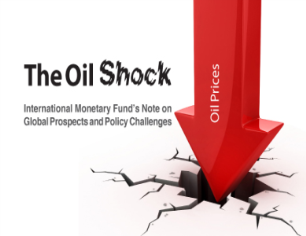 The Oil Shock
International Monetary Fund's Note on
Global Prospects and Policy Challenges
Oil Prices